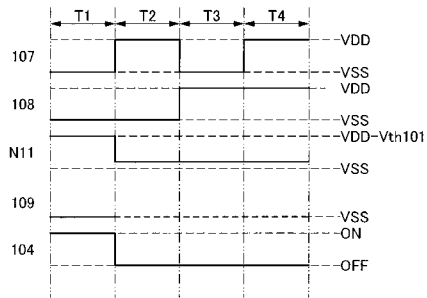 T1 T2 T3 T4
VDD
107
VSS
VDD
108
VSS
VDD-Vth101
N11
VSS
109
VSS
ON
104
OFF